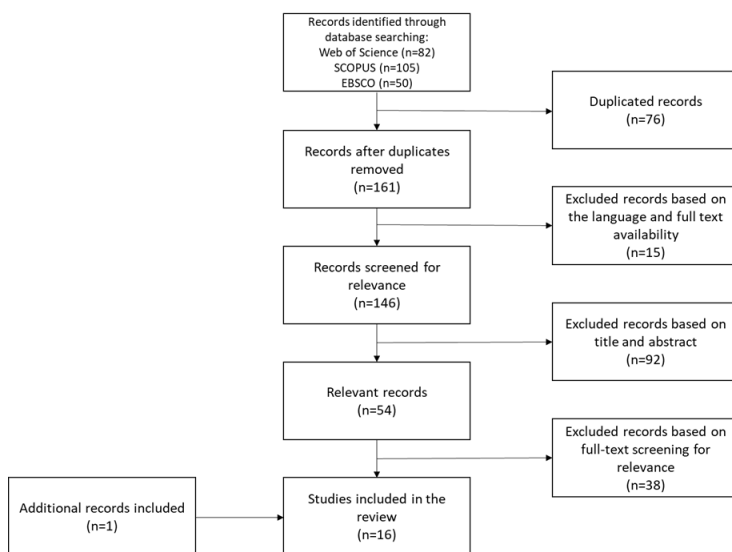 Records identified through
database searching:
Web of Science (n=82)
SCOPUS (n=105)
EBSCO (n=50)
Duplicated records
(n=76)
Records after duplicates
removed
(n=161)
Excluded records based on
the language and full text
availability
(n=15)
Records screened for
relevance
(n=146)
Excluded records based on
title and abstract
(n=92)
Relevant records
(n=54)
Excluded records based on
full-text screening for
relevance
(n=38)
Additional records included
(n=1)
Studies included in the
review
(n=16)